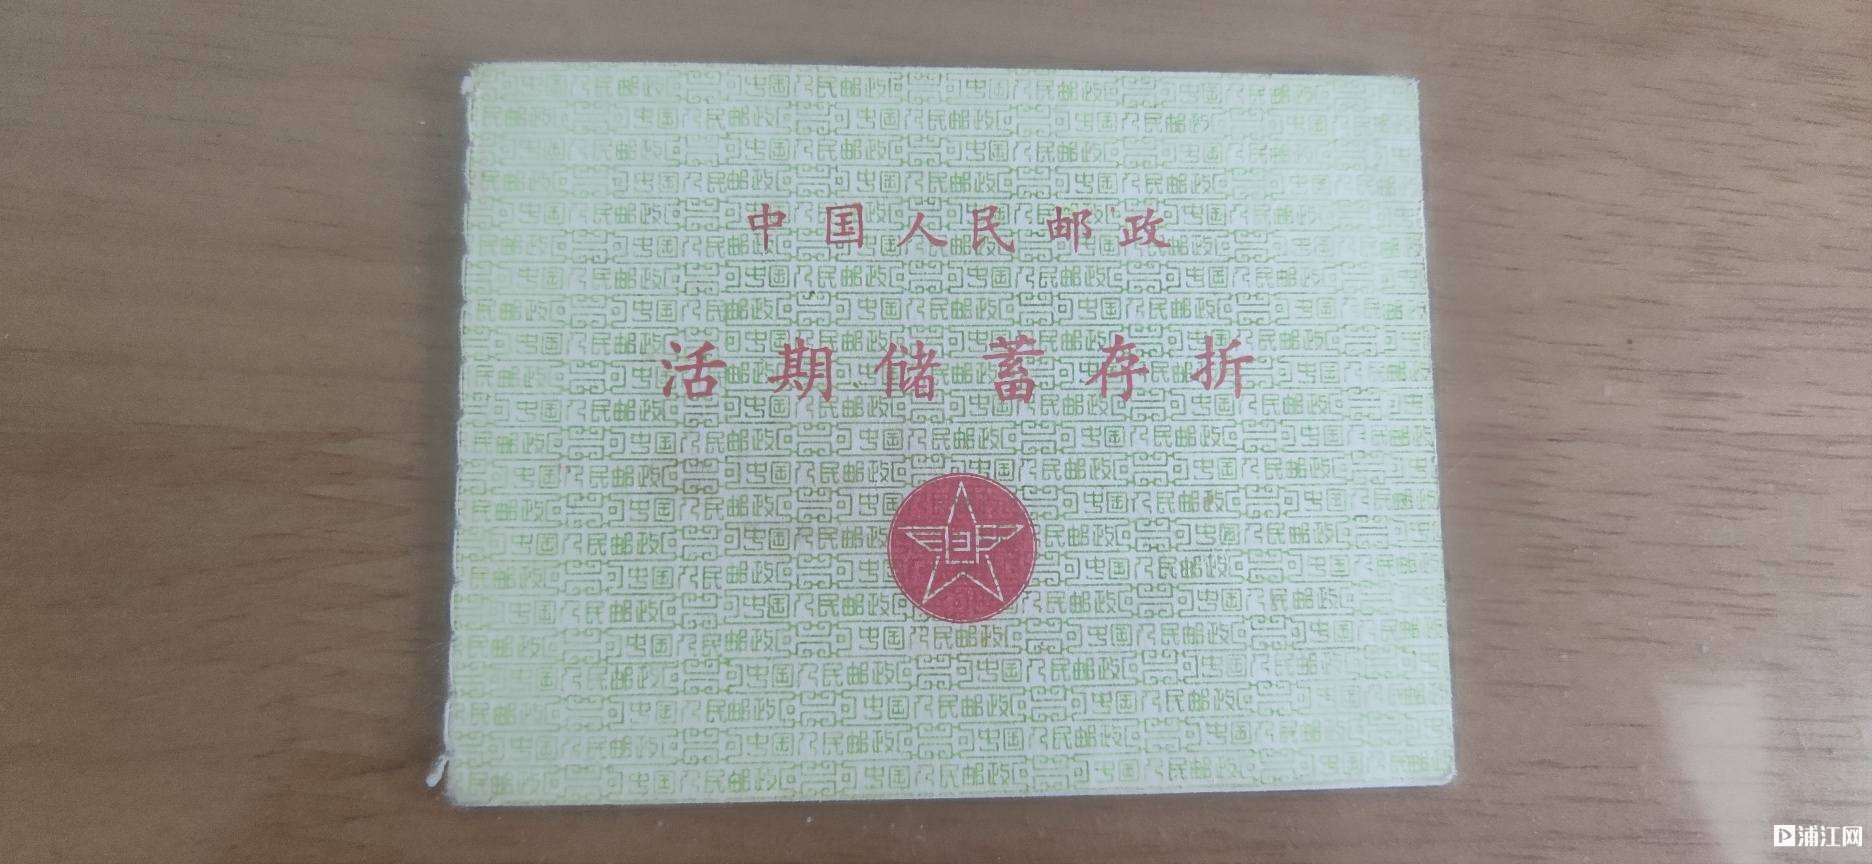 中国人民邮政
活期储蓄存折
浦江网